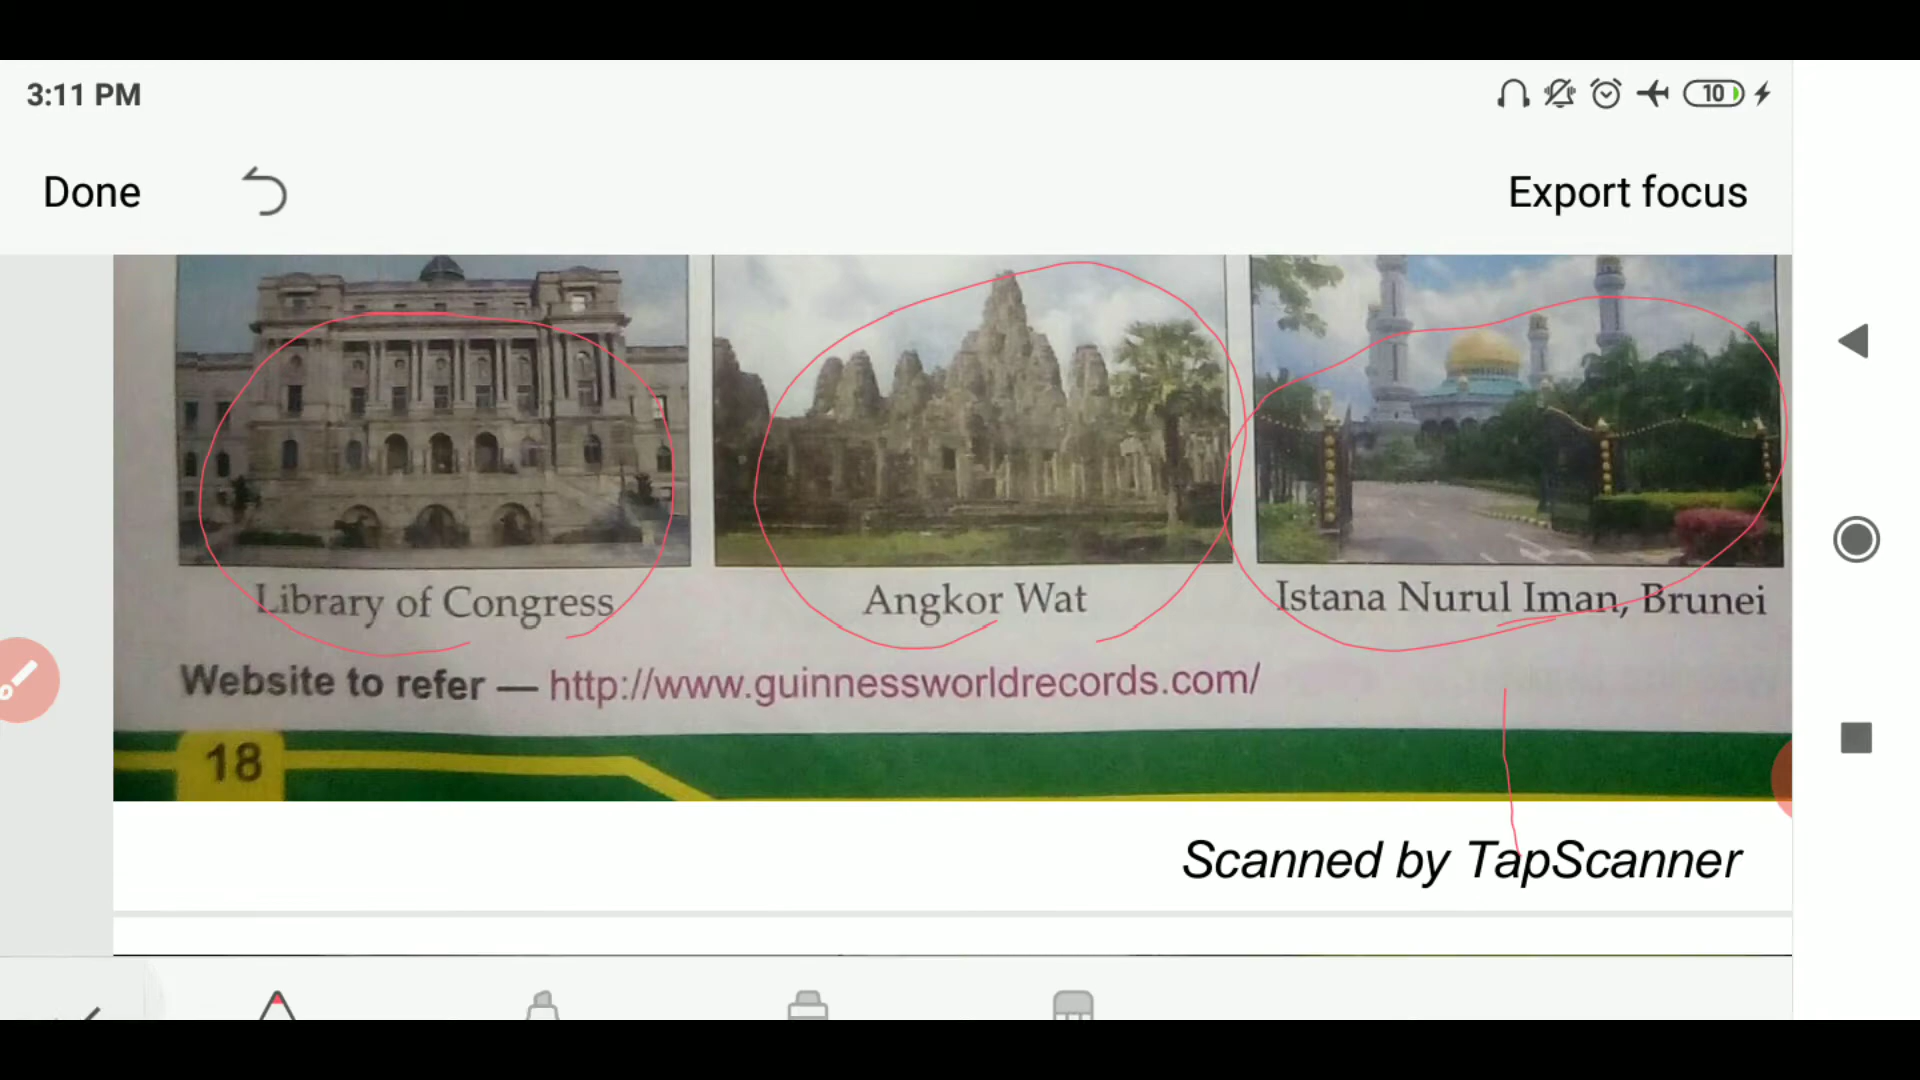 3:11 PM
10
Done
Export focus
Library of Congress
Angkor Wat
Istana Nurul Iman, Brunei
Website to refer — http://www.guinnessworldrecords.com/
18
Scanned by TapScanner